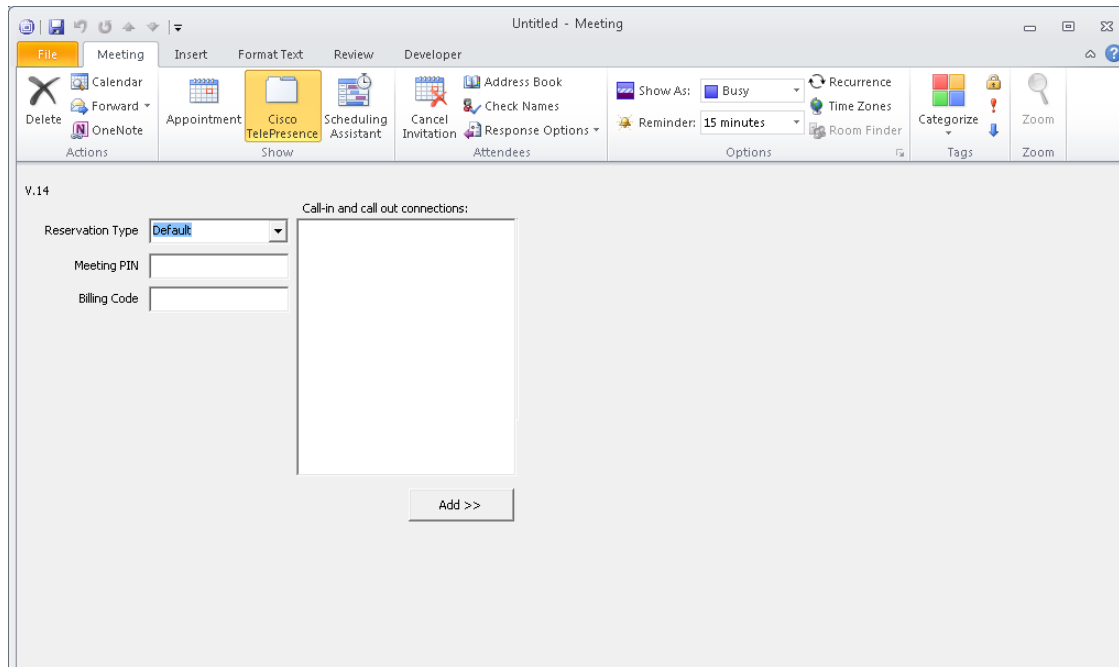 Untitled - Meeting
File Meeting Insert Format Text Review Developer
Delete
Calendar
Forward
OneNote
Actions
Appointment
Cisco TelePresence
Scheduling Assistant
Show
Cancel Invitation
Address Book
Check Names
Response Options
Attendees
Show As: Busy
Reminder: 15 minutes
Recurrence
Time Zones
Room Finder
Options
Categorize
Tags
Zoom
Zoom
V.14
Call-in and call out connections:
Reservation Type Default
Meeting PIN
Billing Code
Add >>